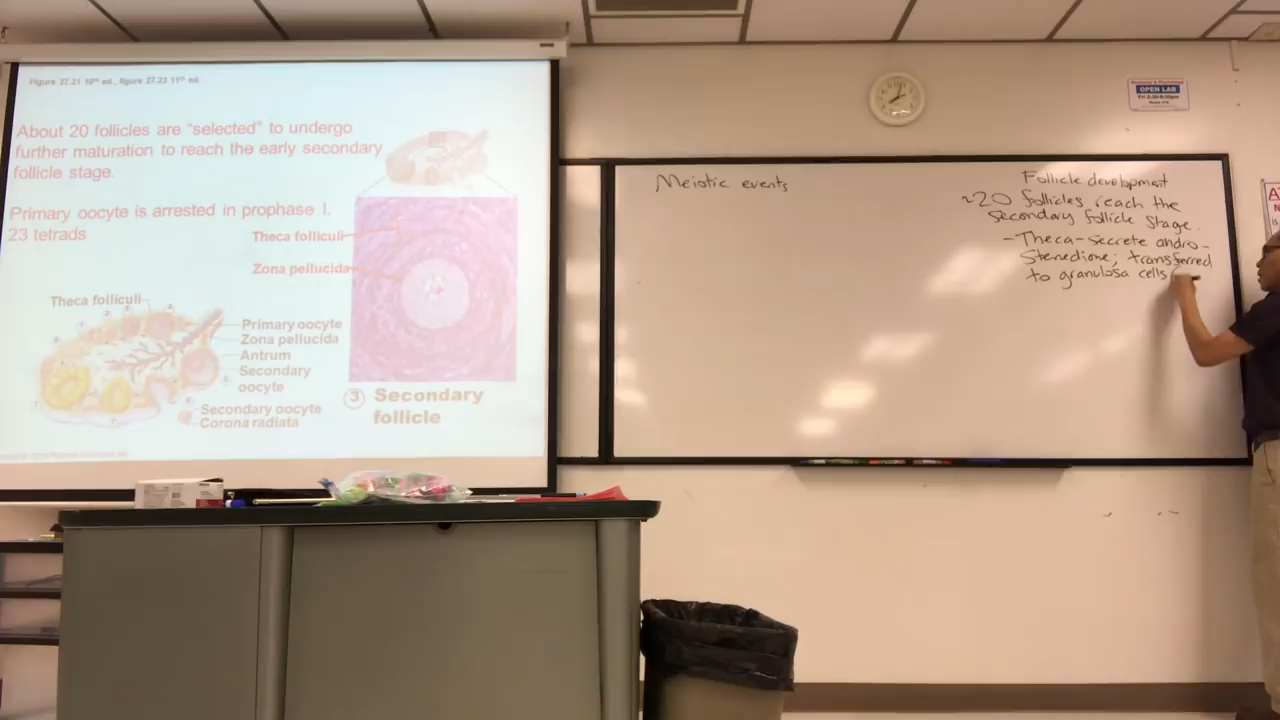 Figure 27.21 10th ed., figure 27.23 11th ed.
About 20 follicles are "selected" to undergo
further maturation to reach the early secondary
follicle stage.
Primary oocyte is arrested in prophase I.
23 tetrads
Theca folliculi
Zona pellucida
Theca folliculi
Primary oocyte
Zona pellucida
Antrum
Secondary
oocyte
Secondary oocyte
Corona radiata
3 Secondary
follicle
Meiotic events
Follicle development
~20 follicles reach the
secondary follicle stage.
- Theca - secrete andro-
stenedione; transferred
to granulosa cells
OPEN LAB